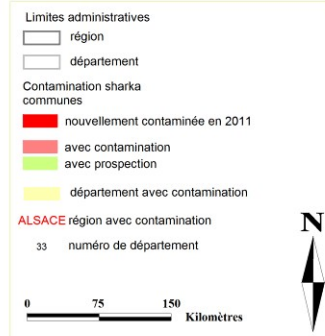 Limites administratives
région
département
Contamination sharka
communes
nouvellement contaminée en 2011
avec contamination
avec prospection
département avec contamination
ALSACE région avec contamination
33 numéro de département
N
0 75 150
Kilomètres